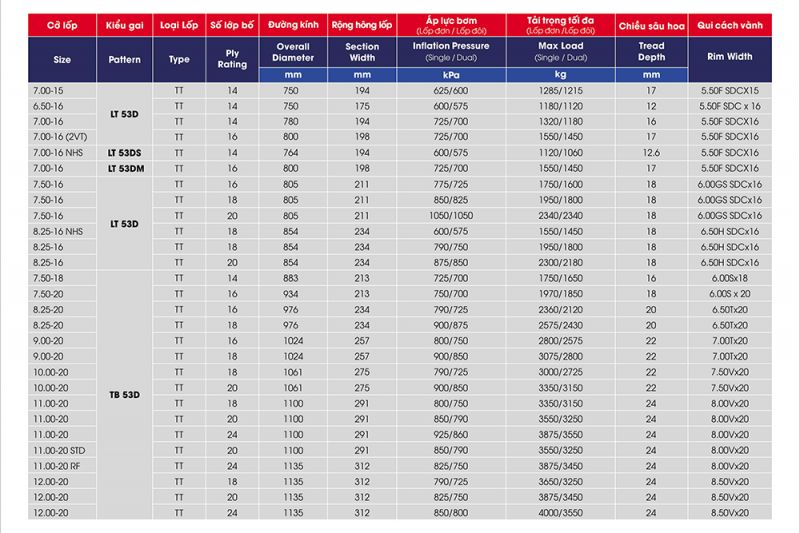 Cỡ lốp Kiểu gai Loại Lốp Số lớp bố Đường kính Rộng hông lốp Áp lực bơm (Lốp đơn / Lốp đôi) Tải trọng tối đa (Lốp đơn /Lốp đôi) Chiều sâu hoa Qui cách vành
Size Pattern Type Ply Rating Overall Diameter Section Width Inflation Pressure (Single / Dual) Max Load (Single / Dual) Tread Depth Rim Width
mm mm kPa kg mm
7.00-15 TT 14 750 194 625/600 1285/1215 17 5.50F SDCX15
6.50-16 TT 14 750 175 600/575 1180/1120 12 5.50F SDC x 16
LT 53D
7.00-16 TT 14 780 194 725/700 1320/1180 16 5.50F SDCX16
7.00-16 (2VT) TT 16 800 198 725/700 1550/1450 17 5.50F SDCX16
7.00-16 NHS LT 53DS TT 14 764 194 600/575 1120/1060 12.6 5.50F SDCX16
7.00-16 LT 53DM TT 16 800 198 725/700 1550/1450 17 5.50F SDCX16
7.50-16 TT 16 805 211 775/725 1750/1600 18 6.00GS SDCx16
7.50-16 TT 18 805 211 850/825 1950/1800 18 6.00GS SDCx16
7.50-16 TT 20 805 211 1050/1050 2340/2340 18 6.00GS SDCx16
LT 53D
8.25-16 NHS TT 18 854 234 600/575 1550/1450 18 6.50H SDCx16
8.25-16 TT 18 854 234 790/750 1950/1800 18 6.50H SDCx16
8.25-16 TT 20 854 234 875/850 2300/2180 18 6.50H SDCx16
7.50-18 TT 14 883 213 725/700 1750/1650 16 6.00Sx18
7.50-20 TT 16 934 213 750/700 1970/1850 18 6.00S x 20
8.25-20 TT 16 976 234 790/725 2360/2120 20 6.50Tx20
8.25-20 TT 18 976 234 900/875 2575/2430 20 6.50Tx20
9.00-20 TT 16 1024 257 800/750 2800/2575 22 7.00Tx20
9.00-20 TT 18 1024 257 900/850 3075/2800 22 7.00Tx20
10.00-20 TT 18 1061 275 790/725 3000/2725 22 7.50Vx20
10.00-20 TT 20 1061 275 900/850 3350/3150 22 7.50Vx20
TB 53D
11.00-20 TT 18 1100 291 800/750 3350/3150 24 8.00Vx20
11.00-20 TT 20 1100 291 850/790 3550/3250 24 8.00Vx20
11.00-20 TT 24 1100 291 925/860 3875/3550 24 8.00Vx20
11.00-20 STD TT 20 1100 291 850/790 3550/3250 24 8.00Vx20
11.00-20 RF TT 24 1135 312 825/750 3875/3450 24 8.00Vx20
12.00-20 TT 18 1135 312 790/725 3650/3250 24 8.50Vx20
12.00-20 TT 20 1135 312 825/750 3875/3450 24 8.50Vx20
12.00-20 TT 24 1135 312 850/800 4000/3550 24 8.50Vx20